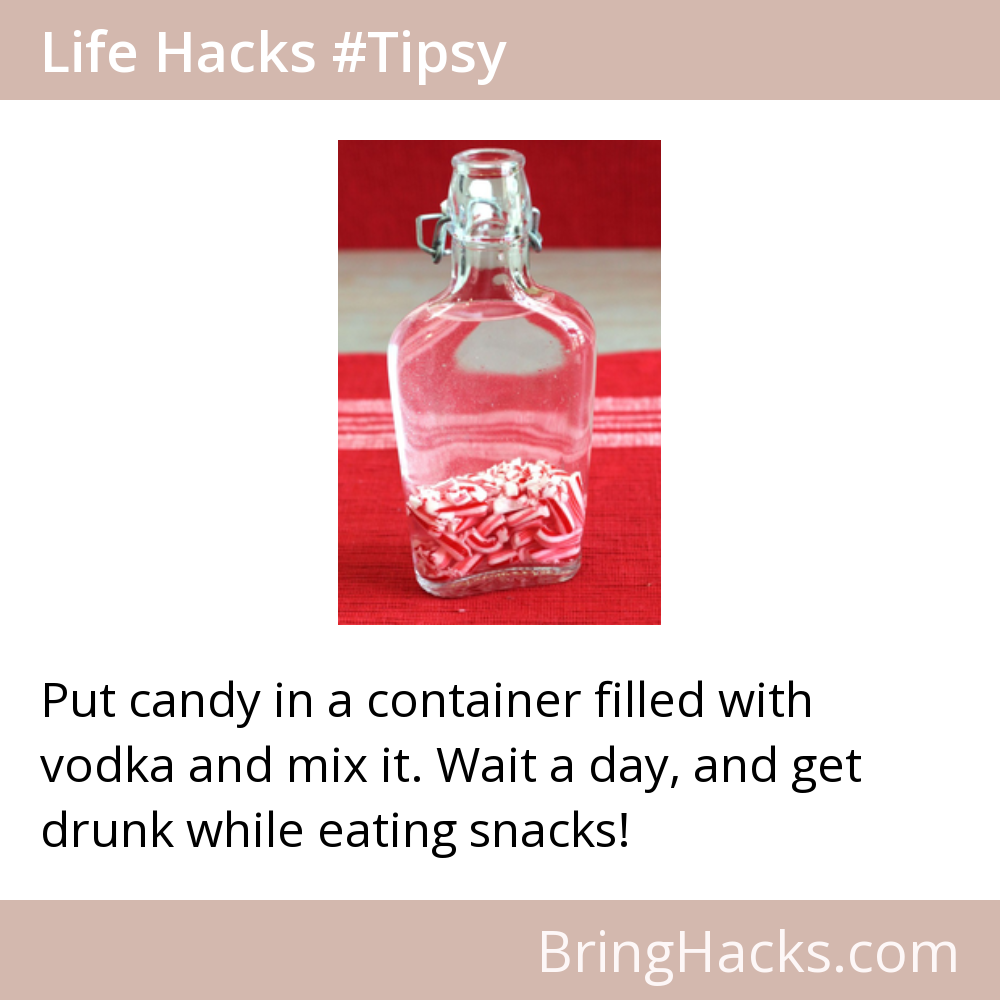 Life Hacks #Tipsy
Put candy in a container filled with
vodka and mix it. Wait a day, and get
drunk while eating snacks!
BringHacks.com